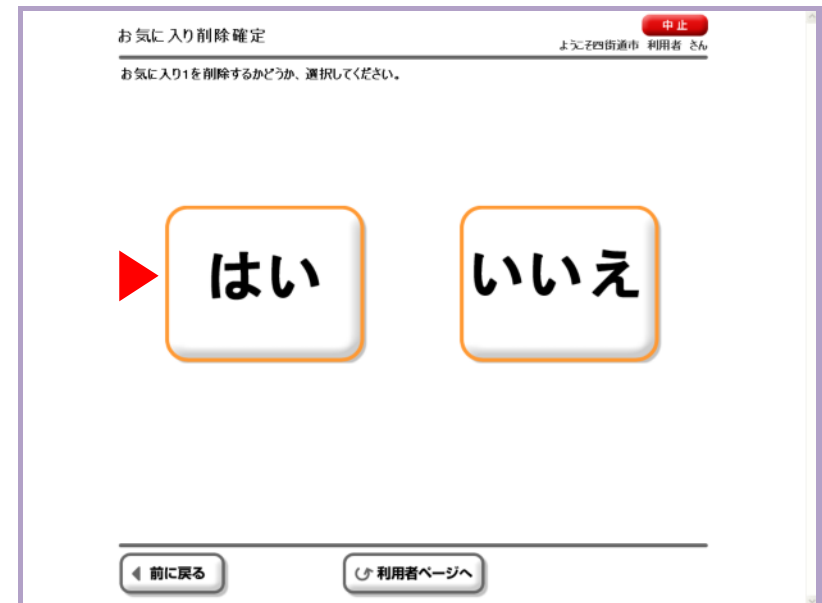 お気に入り削除確定
中止
ようこそ四街道市 利用者 さん
お気に入り1を削除するかどうか、選択してください。
はい
いいえ
前に戻る
利用者ページへ